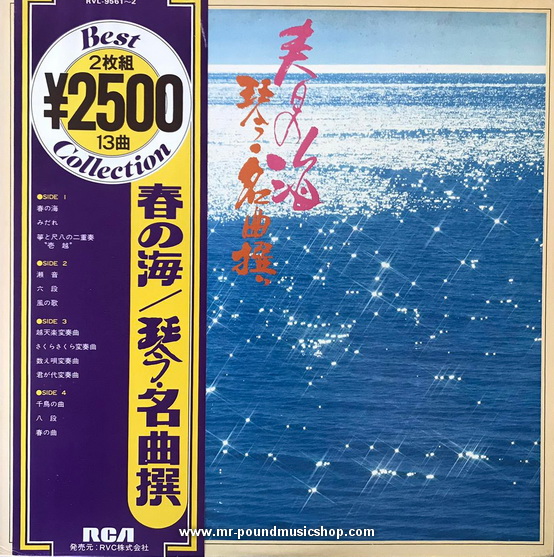 RVL-9561~2
Best
2枚組
¥2500
13曲
Collection
春の海/琴・名曲撰
●SIDE 1
春の海
みだれ
箏と尺八の二重奏
"壱 越"
●SIDE 2
瀬 音
六 段
風の歌
●SIDE 3
越天楽変奏曲
さくらさくら変奏曲
数え唄変奏曲
君が代変奏曲
●SIDE 4
千鳥の曲
八 段
春の曲
RCA
発売元:RVC株式会社
春の海
琴・名曲撰
www.mr-poundmusicshop.com